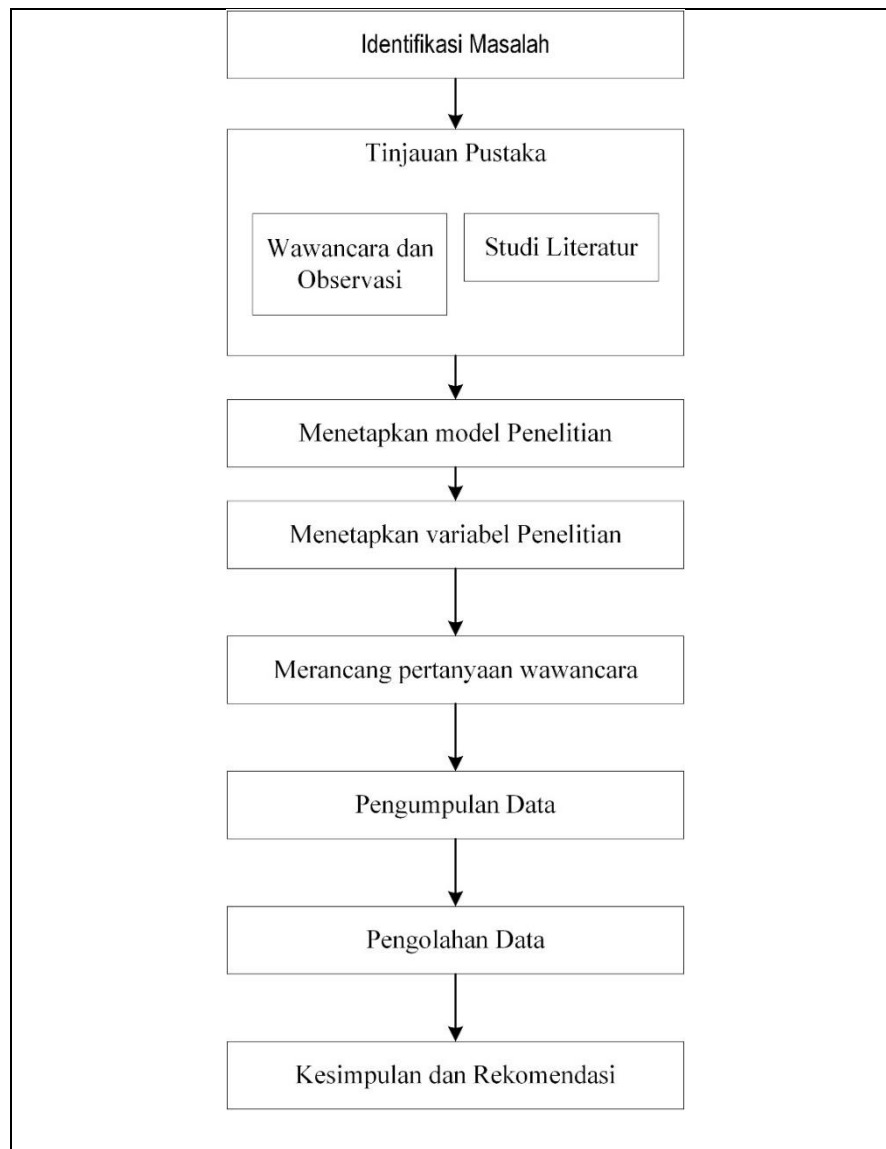 Identifikasi Masalah
Tinjauan Pustaka
Wawancara dan
Observasi
Studi Literatur
Menetapkan model Penelitian
Menetapkan variabel Penelitian
Merancang pertanyaan wawancara
Pengumpulan Data
Pengolahan Data
Kesimpulan dan Rekomendasi